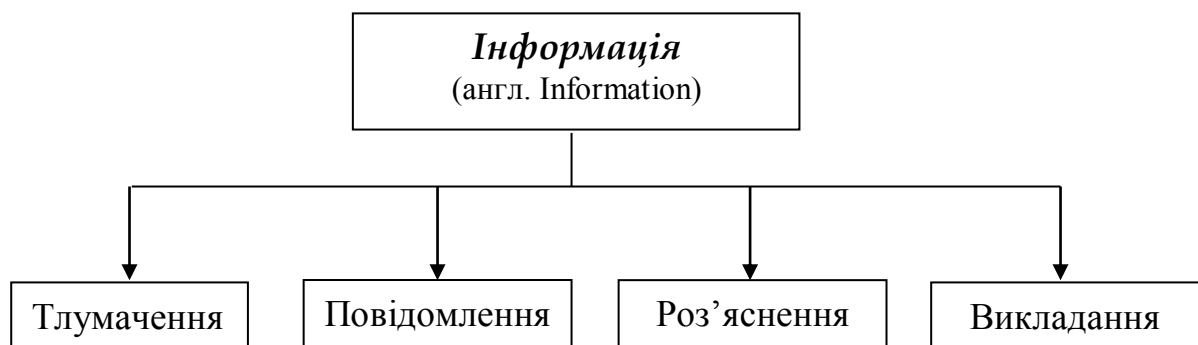 Інформація
(англ. Information)
Тлумачення
Повідомлення
Роз’яснення
Викладання